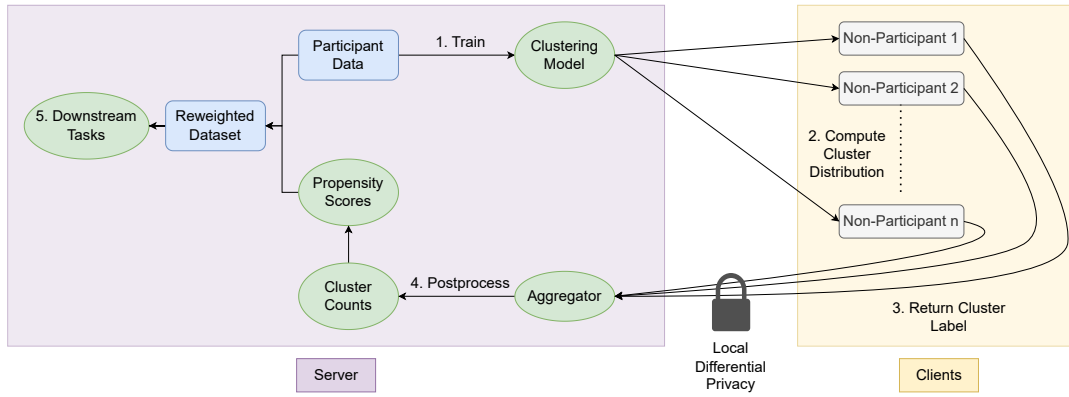 Participant
Data
1. Train
Clustering
Model
Non-Participant 1
Non-Participant 2
5. Downstream
Tasks
Reweighted
Dataset
2. Compute
Cluster
Distribution
Propensity
Scores
Non-Participant n
Cluster
Counts
4. Postprocess
Aggregator
3. Return Cluster
Label
Local
Differential
Privacy
Server
Clients